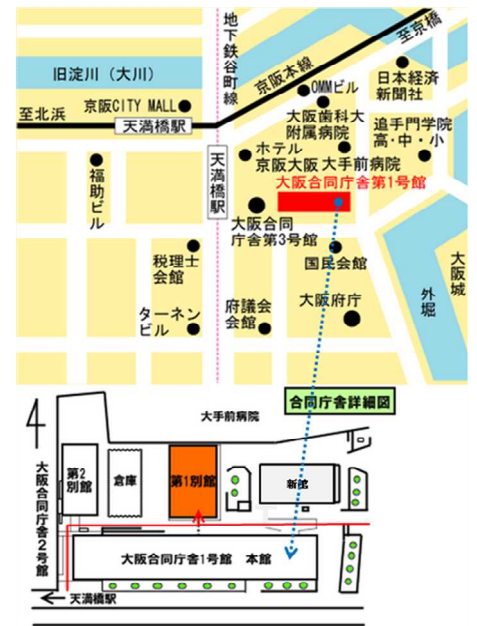 地下鉄谷町線
至京橋
旧淀川（大川）
京阪本線
日本経済
新聞社
OMMビル
京阪CITY MALL
至北浜
天満橋駅
大阪歯科大
附属病院
追手門学院
高・中・小
ホテル
京阪大阪
大手前病院
天満橋駅
福助ビル
大阪合同庁舎第1号館
大阪合同
庁舎第3号館
税理士
会館
国民会館
大阪城
外堀
ターネン
ビル
府議会
会館
大阪府庁
合同庁舎詳細図
大手前病院
大阪合同庁舎2号館
第2
別館
倉庫
第1別館
新館
大阪合同庁舎1号館 本館
天満橋駅